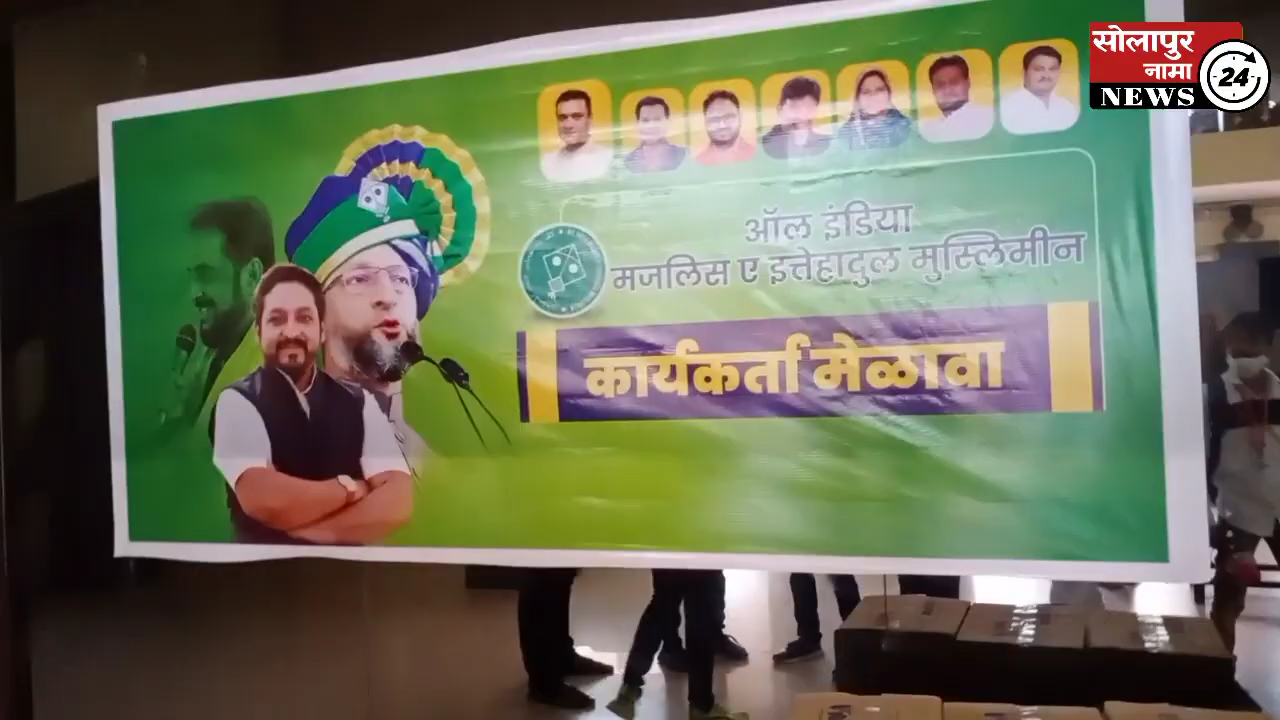 सोलापुर
नामा
24
NEWS
ऑल इंडिया
मजलिस ए इत्तेहादुल मुस्लिमीन
कार्यकर्ता मेळावा